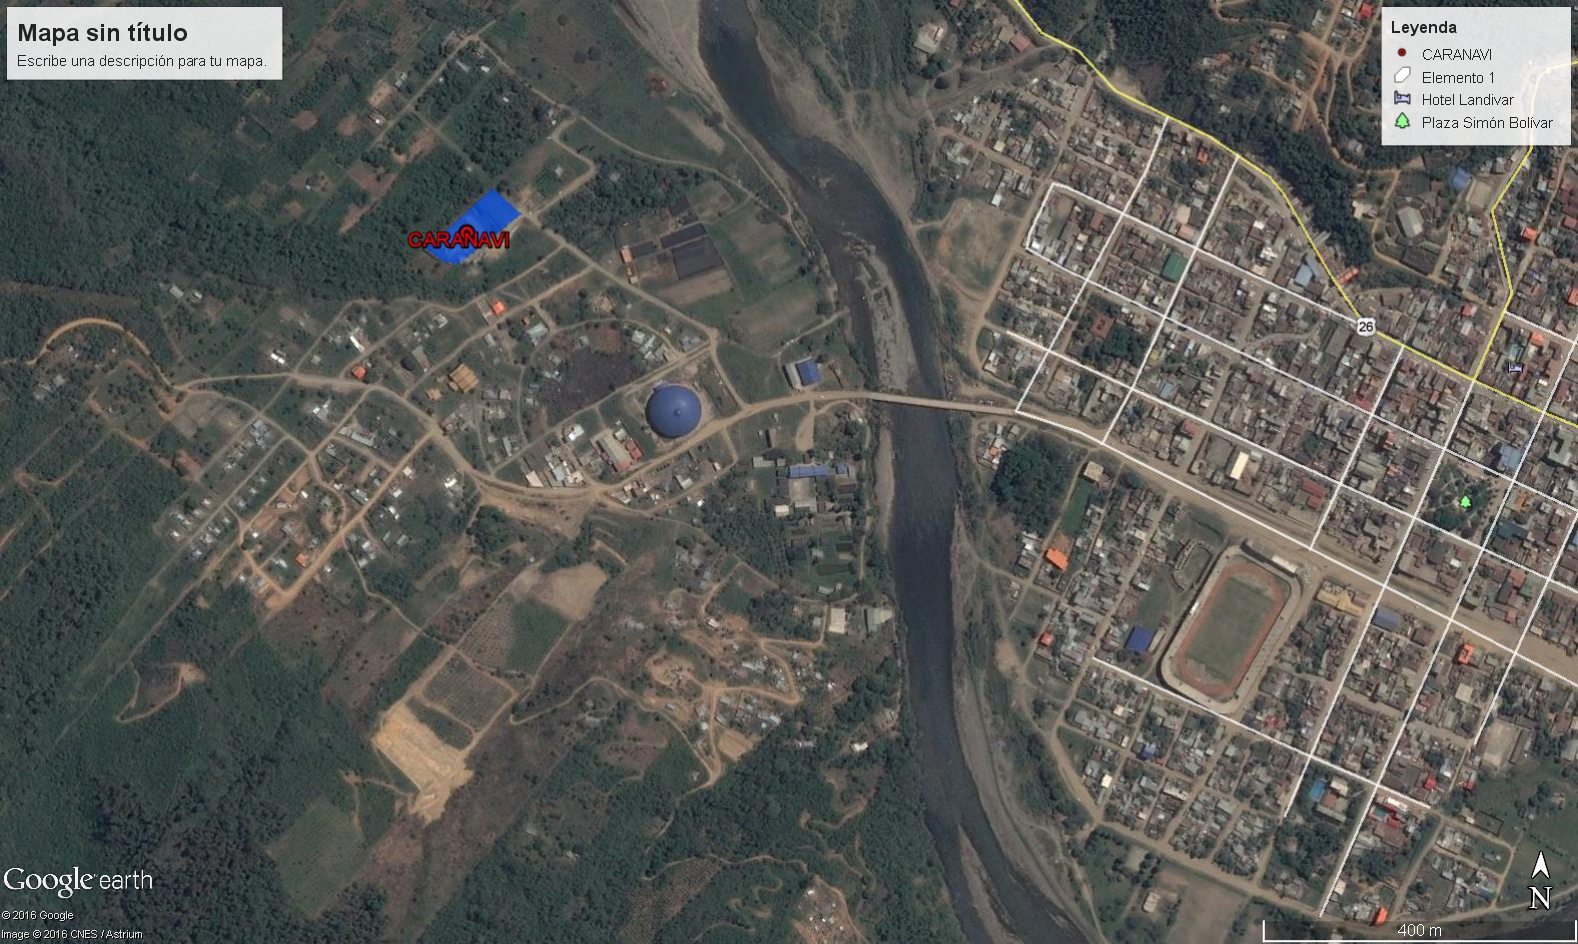 Mapa sin título
Escribe una descripción para tu mapa.
Leyenda
CARANAVI
Elemento 1
Hotel Landivar
Plaza Simón Bolívar
CARANAVI
26
Google earth
© 2016 Google
Image © 2016 CNES / Astrium
N
400 m